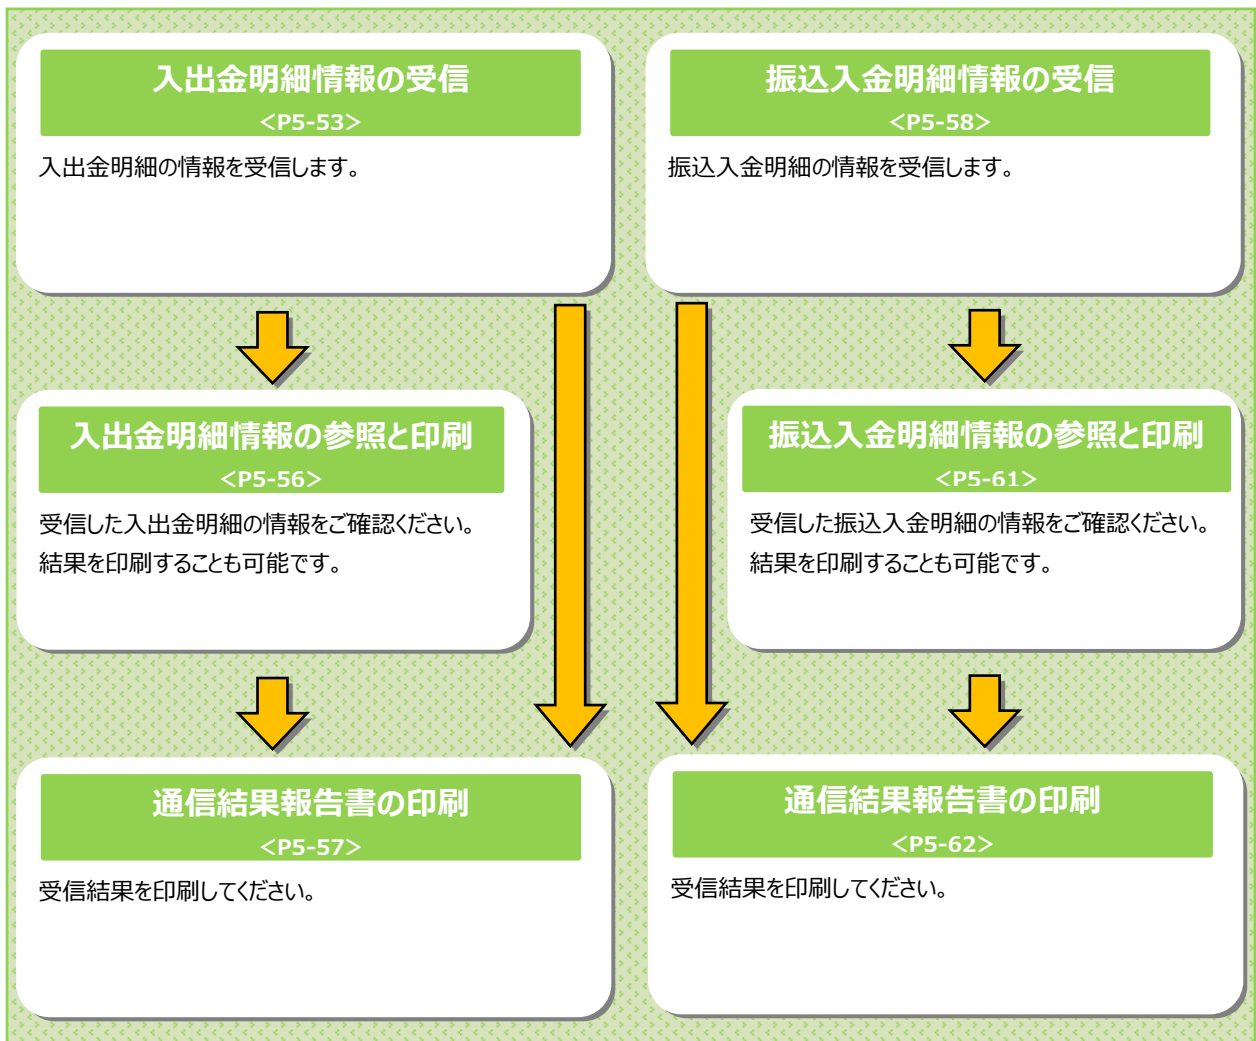 入出金明細情報の受信
<P5-53>
入出金明細の情報を受信します。
振込入金明細情報の受信
<P5-58>
振込入金明細の情報を受信します。
入出金明細情報の参照と印刷
<P5-56>
受信した入出金明細の情報をご確認ください。
結果を印刷することも可能です。
振込入金明細情報の参照と印刷
<P5-61>
受信した振込入金明細の情報をご確認ください。
結果を印刷することも可能です。
通信結果報告書の印刷
<P5-57>
受信結果を印刷してください。
通信結果報告書の印刷
<P5-62>
受信結果を印刷してください。